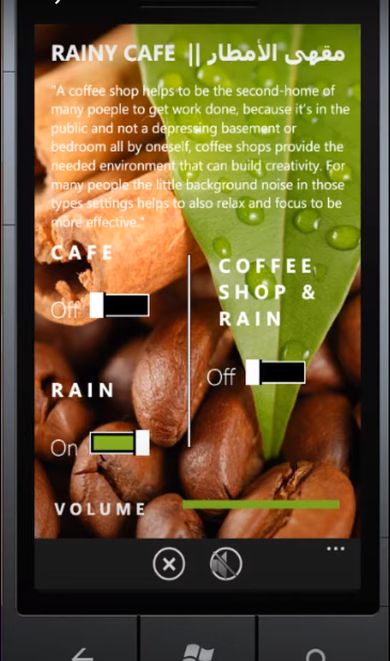 RAINY CAFE || مقهى الأمطار
"A coffee shop helps to be the second-home of
many poeple to get work done, because it's in the
public and not a depressing basement or
bedroom all by oneself, coffee shops provide the
needed environment that can build creativity. For
many people the little background noise in those
types settings helps to also relax and focus to be
more effective."
CAFE
Off
COFFEE
SHOP &
RAIN
Off
RAIN
On
VOLUME